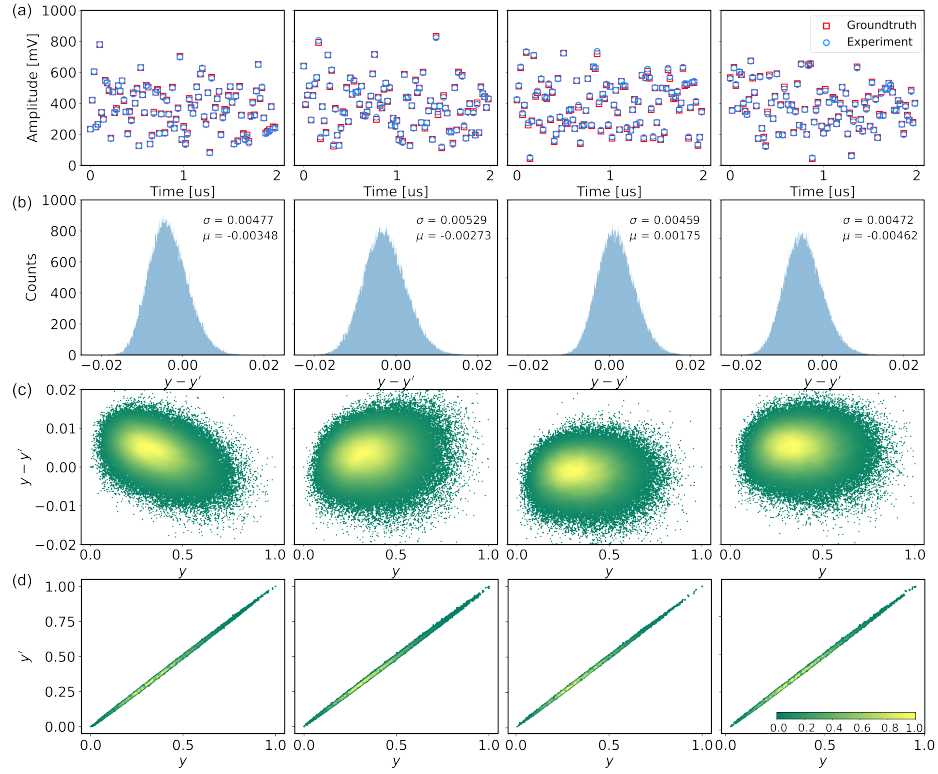 (a)
1000
800
600
400
200
0
Amplitude [mV]
Groundtruth
Experiment
0 1 2 0 1 2 0 1 2 0 1 2
Time [us] Time [us] Time [us] Time [us]
(b)
1000
800
600
400
200
0
Counts
σ = 0.00477
μ = -0.00348
σ = 0.00529
μ = -0.00273
σ = 0.00459
μ = 0.00175
σ = 0.00472
μ = -0.00462
−0.02 0.00 0.02 −0.02 0.00 0.02 −0.02 0.00 0.02 −0.02 0.00 0.02
y − y′ y − y′ y − y′ y − y′
(c)
0.02
0.01
0.00
−0.01
−0.02
y − y′
0.0 0.5 1.0 0.0 0.5 1.0 0.0 0.5 1.0 0.0 0.5 1.0
y y y y
(d)
1.00
0.75
0.50
0.25
0.00
y′
0.0 0.2 0.4 0.6 0.8 1.0
0.0 0.5 1.0 0.0 0.5 1.0 0.0 0.5 1.0 0.0 0.5 1.0
y y y y